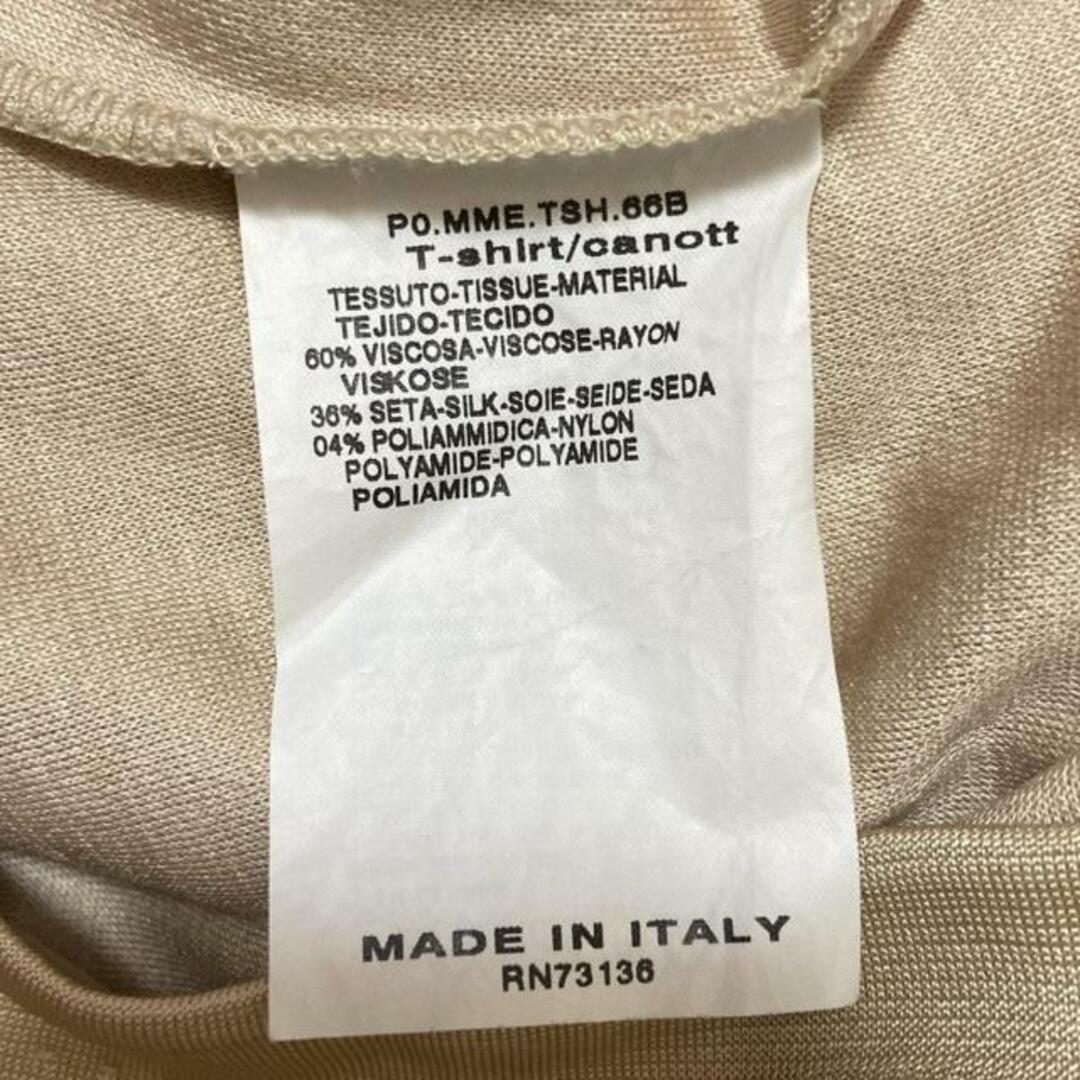 P0.MME.TSH.66B
T-shirt/canott
TESSUTO-TISSUE-MATERIAL
TEJIDO-TECIDO
60% VISCOSA-VISCOSE-RAYON
VISKOSE
36% SETA-SILK-SOIE-SEIDE-SEDA
04% POLIAMMIDICA-NYLON
POLYAMIDE-POLYAMIDE
POLIAMIDA
MADE IN ITALY
RN73136